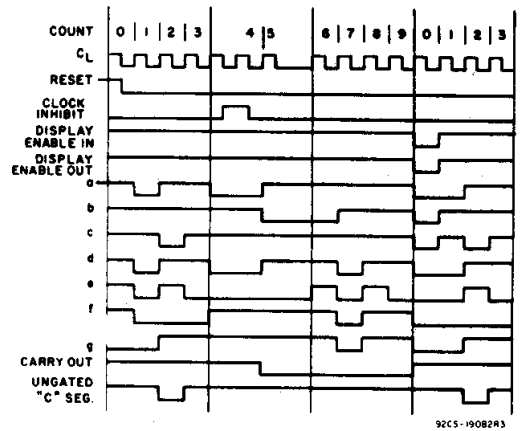 COUNT 0 1 2 3 4 5 6 7 8 9 0 1 2 3
CL
RESET
CLOCK
INHIBIT
DISPLAY
ENABLE IN
DISPLAY
ENABLE OUT
a
b
c
d
e
f
g
CARRY OUT
UNGATED
"C" SEG.
92CS-19082R3